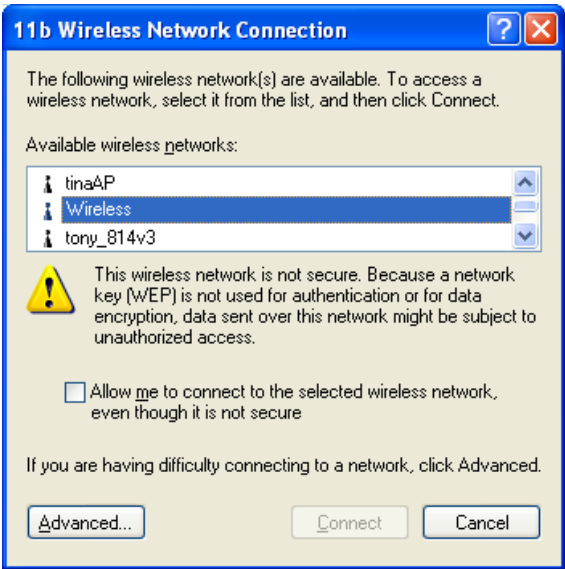 11b Wireless Network Connection
The following wireless network(s) are available. To access a
wireless network, select it from the list, and then click Connect.
Available wireless networks:
tinaAP
Wireless
tony_814v3
This wireless network is not secure. Because a network
key (WEP) is not used for authentication or for data
encryption, data sent over this network might be subject to
unauthorized access.
Allow me to connect to the selected wireless network,
even though it is not secure
If you are having difficulty connecting to a network, click Advanced.
Advanced... Connect Cancel